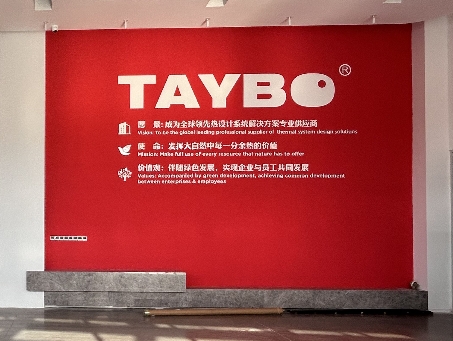 TAYBO®
愿 景: 成为全球领先热设计系统解决方案专业供应商
Vision: To be the global leading professional supplier of thermal system design solutions
使 命: 发挥大自然中每一分余热的价值
Mission: Make full use of every resource that nature has to offer
价值观: 伴随绿色发展，实现企业与员工共同发展
Values: Accompanied by green development, achieving common development
between enterprises & employees